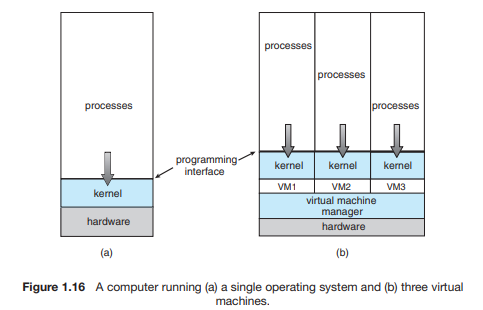 processes
kernel
hardware
(a)
programming
interface
processes
processes
processes
kernel kernel kernel
VM1 VM2 VM3
virtual machine
manager
hardware
(b)
Figure 1.16 A computer running (a) a single operating system and (b) three virtual
machines.